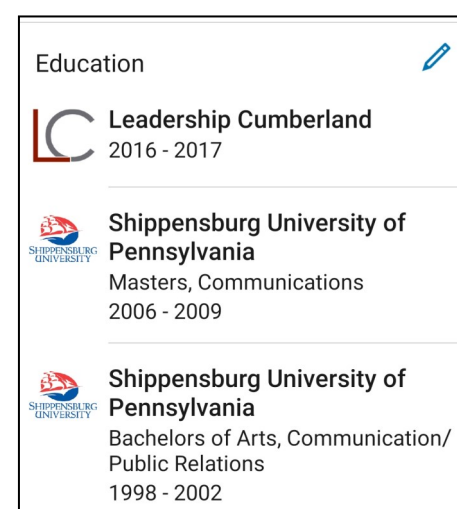 Education
LC
Leadership Cumberland
2016 - 2017
SHIPPENSBURG
UNIVERSITY
Shippensburg University of
Pennsylvania
Masters, Communications
2006 - 2009
SHIPPENSBURG
UNIVERSITY
Shippensburg University of
Pennsylvania
Bachelors of Arts, Communication/
Public Relations
1998 - 2002